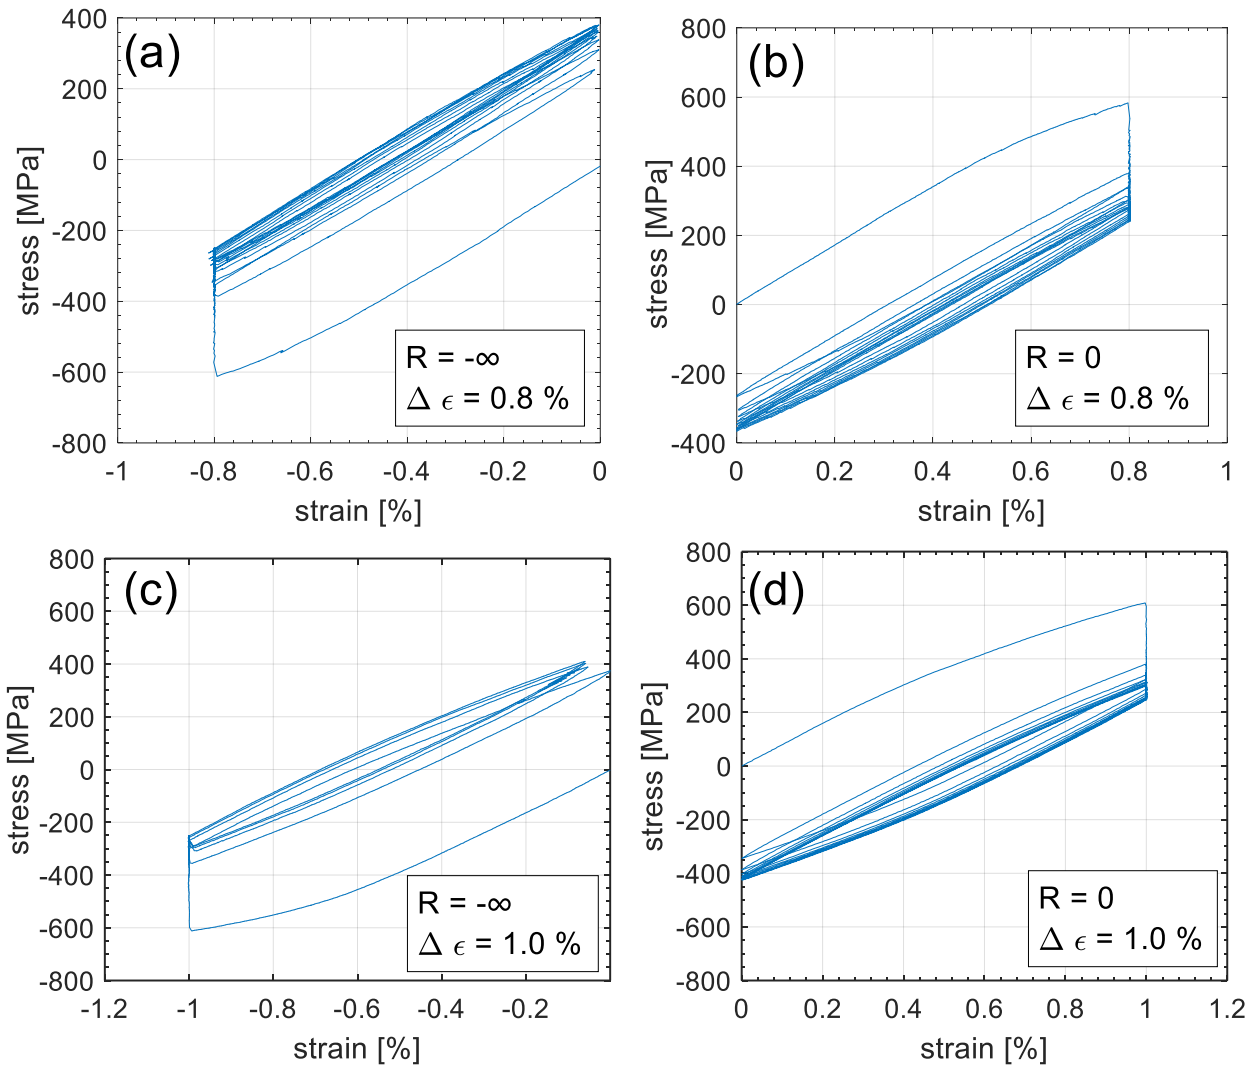 (a)
400
200
0
-200
-400
-600
-800
-1
-0.8
-0.6
-0.4
-0.2
0
stress [MPa]
strain [%]
R = -∞
Δ ϵ = 0.8 %
(b)
800
600
400
200
0
-200
-400
0
0.2
0.4
0.6
0.8
1
stress [MPa]
strain [%]
R = 0
Δ ϵ = 0.8 %
(c)
800
600
400
200
0
-200
-400
-600
-800
-1.2
-1
-0.8
-0.6
-0.4
-0.2
stress [MPa]
strain [%]
R = -∞
Δ ϵ = 1.0 %
(d)
800
600
400
200
0
-200
-400
-600
-800
0
0.2
0.4
0.6
0.8
1
1.2
stress [MPa]
strain [%]
R = 0
Δ ϵ = 1.0 %